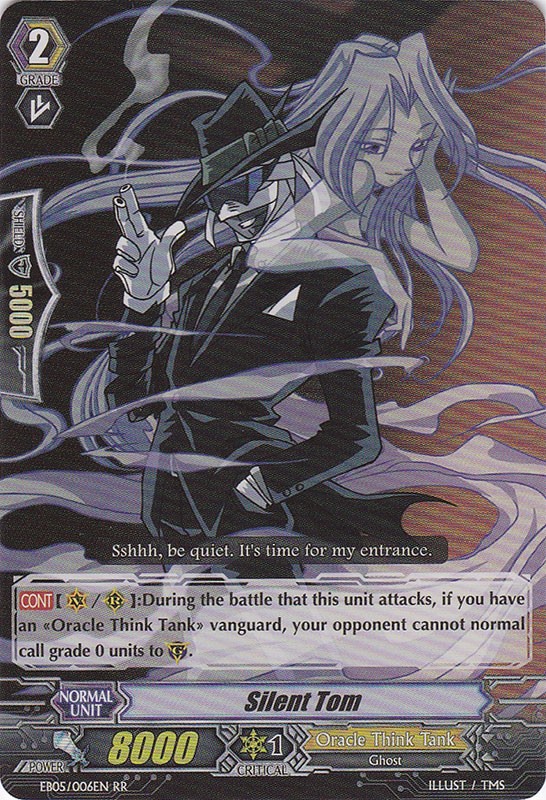 2
GRADE
SHIELD
5000
Sshhh, be quiet. It's time for my entrance.
CONT [ V / R ]:During the battle that this unit attacks, if you have
an «Oracle Think Tank» vanguard, your opponent cannot normal
call grade 0 units to G.
NORMAL
UNIT
Silent Tom
POWER
8000
1
CRITICAL
Oracle Think Tank
Ghost
EB05/006EN RR
ILLUST / TMS